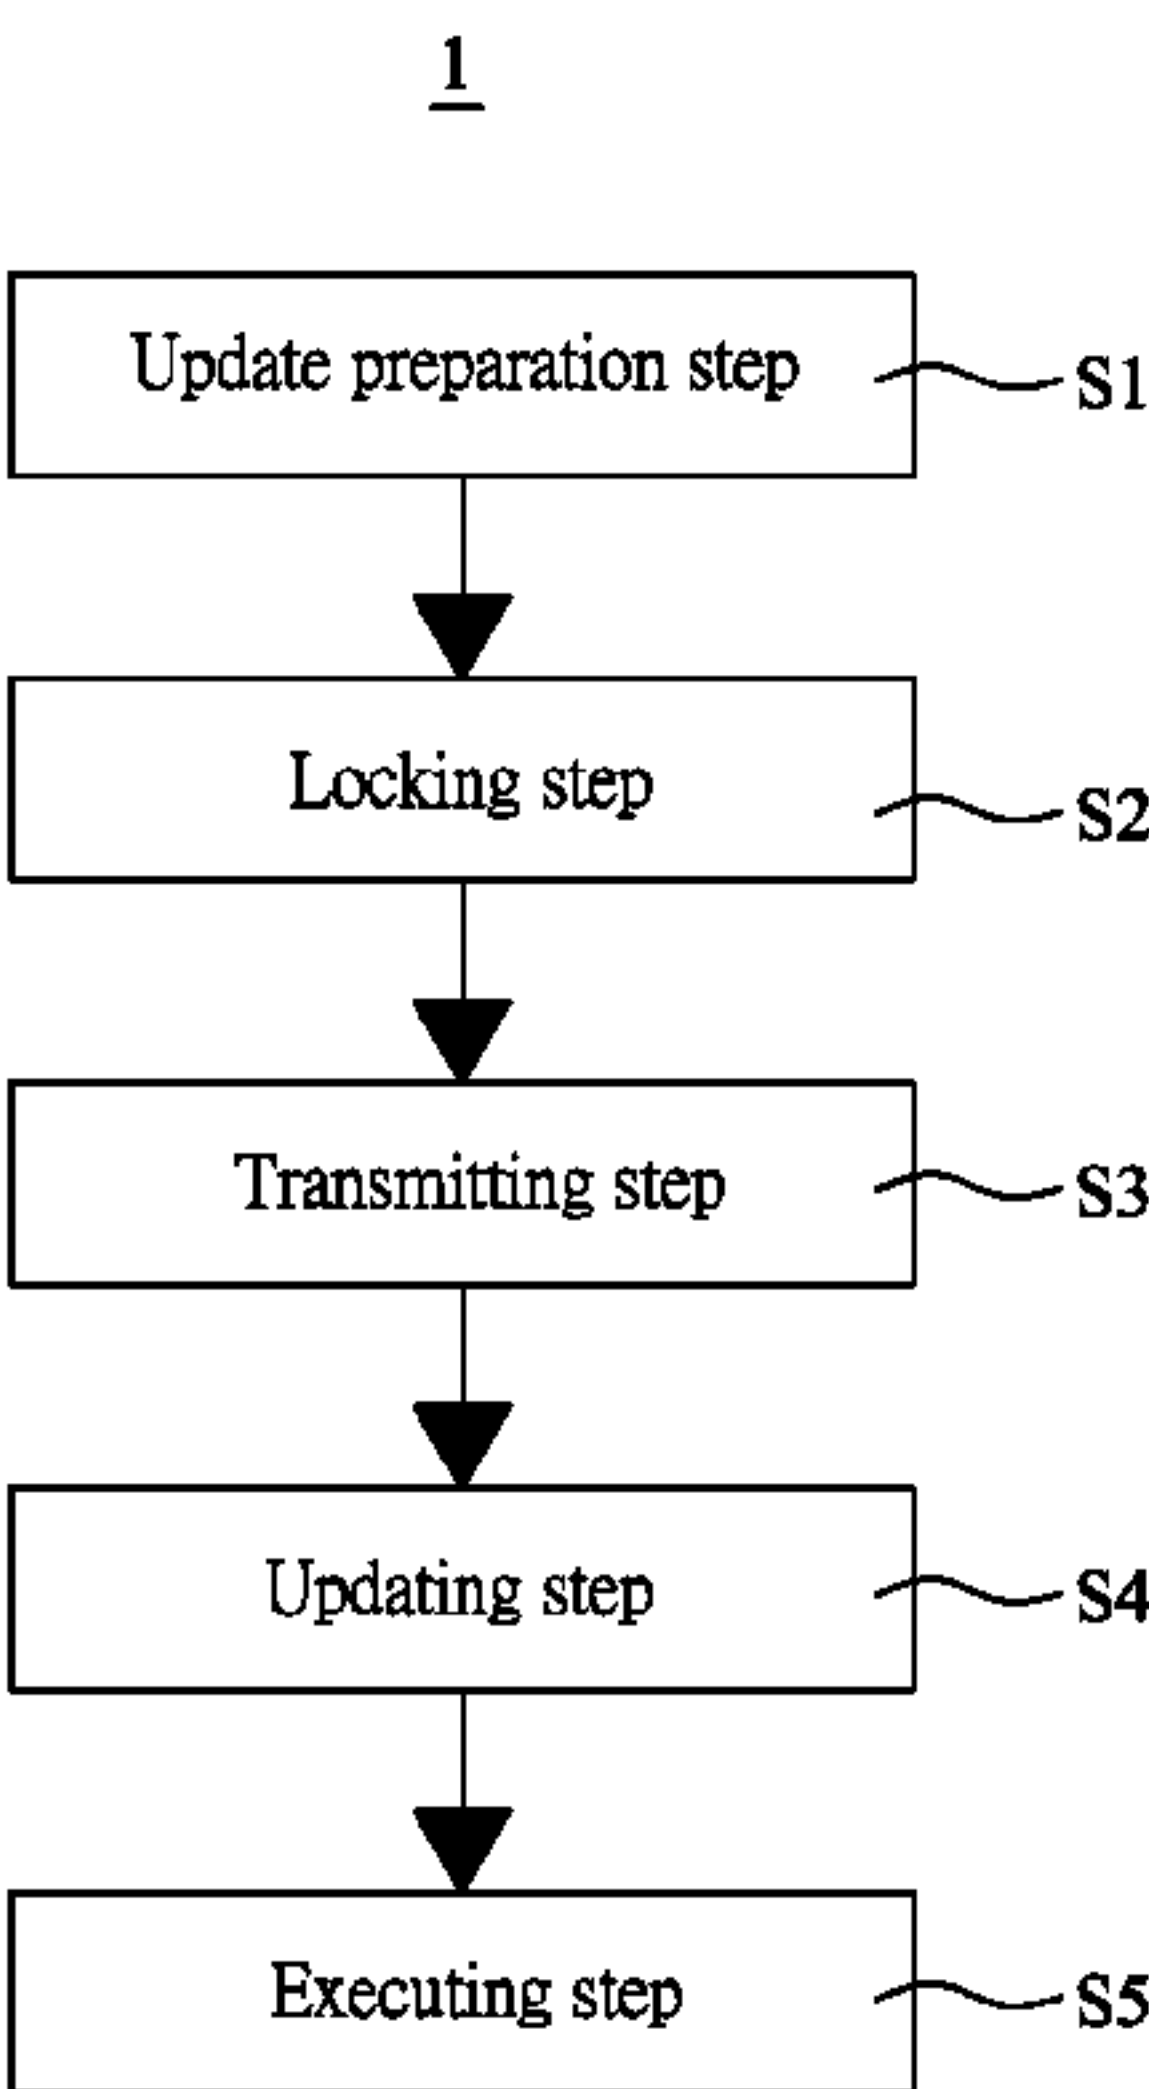 1
Update preparation step
S1
Locking step
S2
Transmitting step
S3
Updating step
S4
Executing step
S5